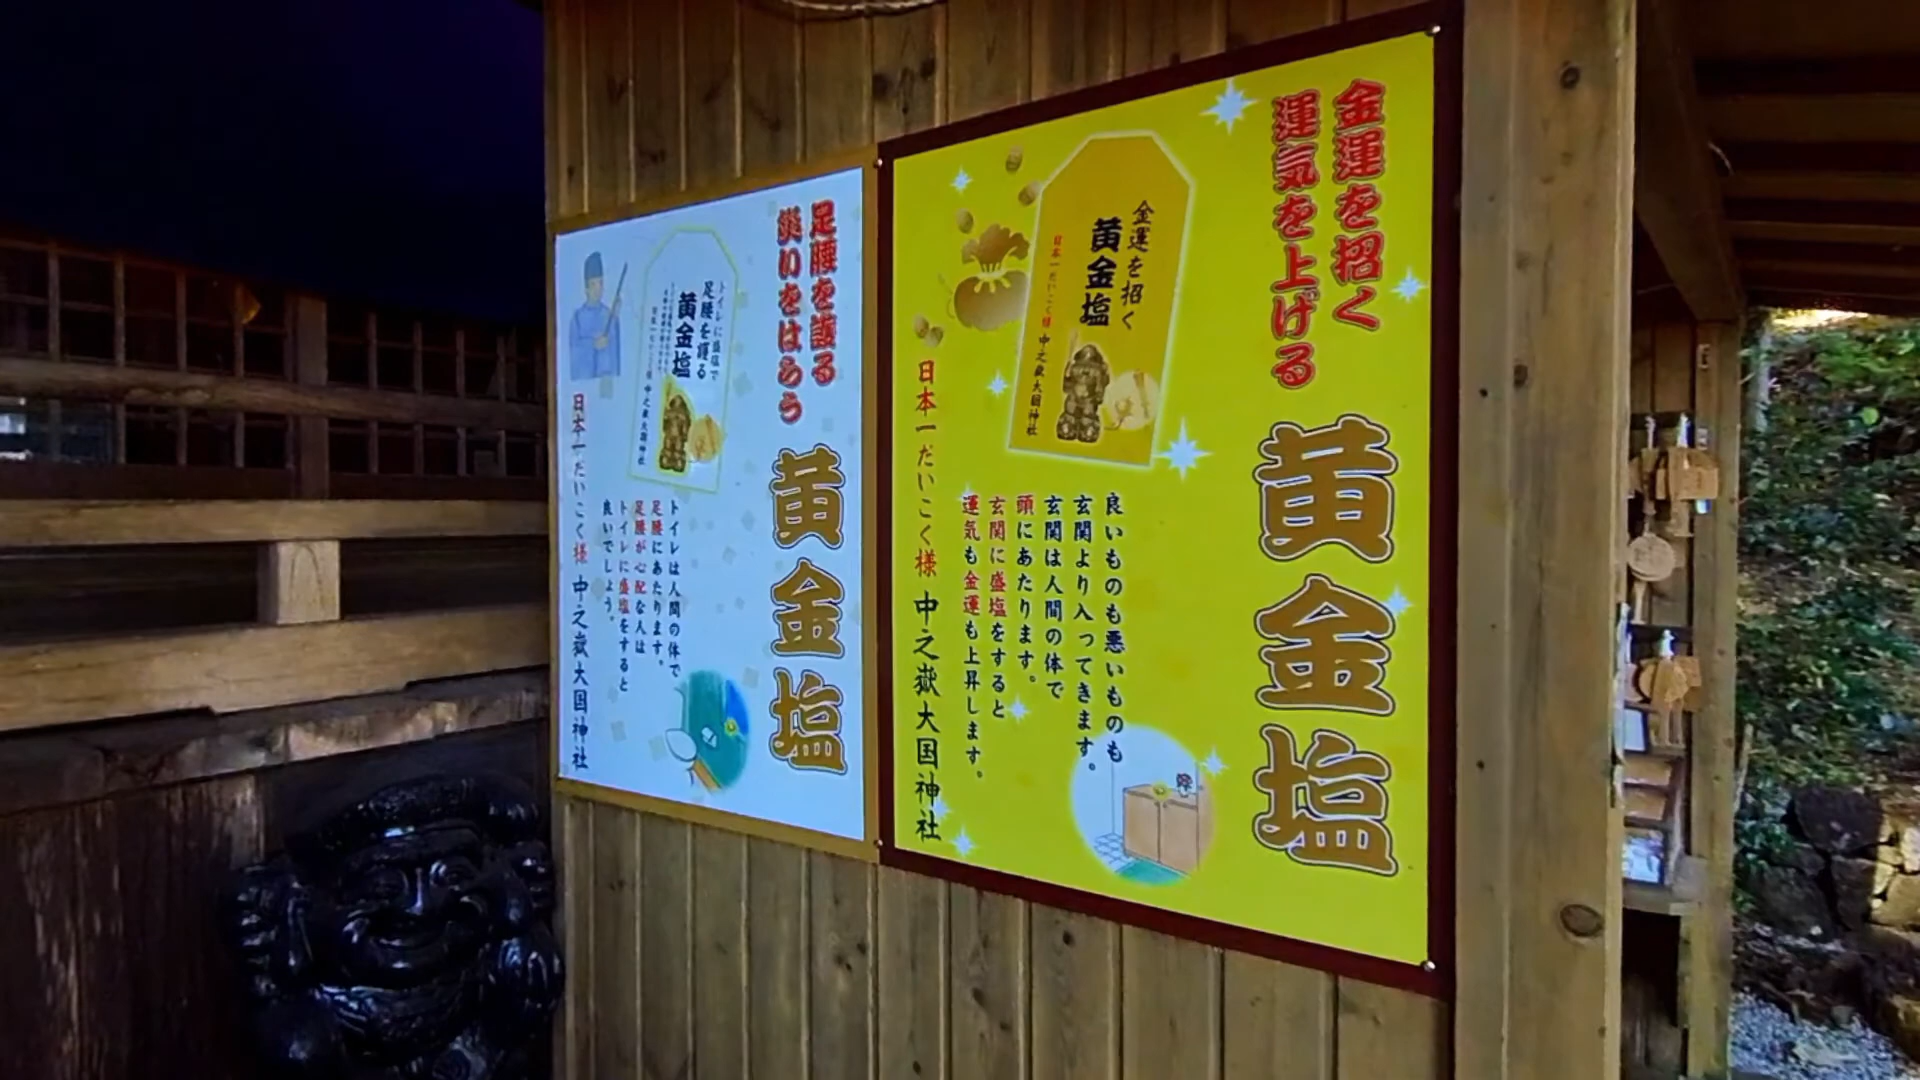 金運を招く
運気を上げる
黄金塩
金運を招く
黄金塩
日本一だいこく様
中之嶽大国神社
良いものも悪いものも
玄関より入ってきます。
玄関は人間の体で
頭にあたります。
玄関に盛塩をすると
運気も金運も上昇します。
日本一だいこく様 中之嶽大国神社
足腰を護る
災いをはらう
黄金塩
トイレに盛塩で
足腰を護る
黄金塩
中之嶽大国神社
トイレは人間の体で
足腰にあたります。
足腰が心配な人は
トイレに盛塩をすると
良いでしょう。
日本一だいこく様 中之嶽大国神社